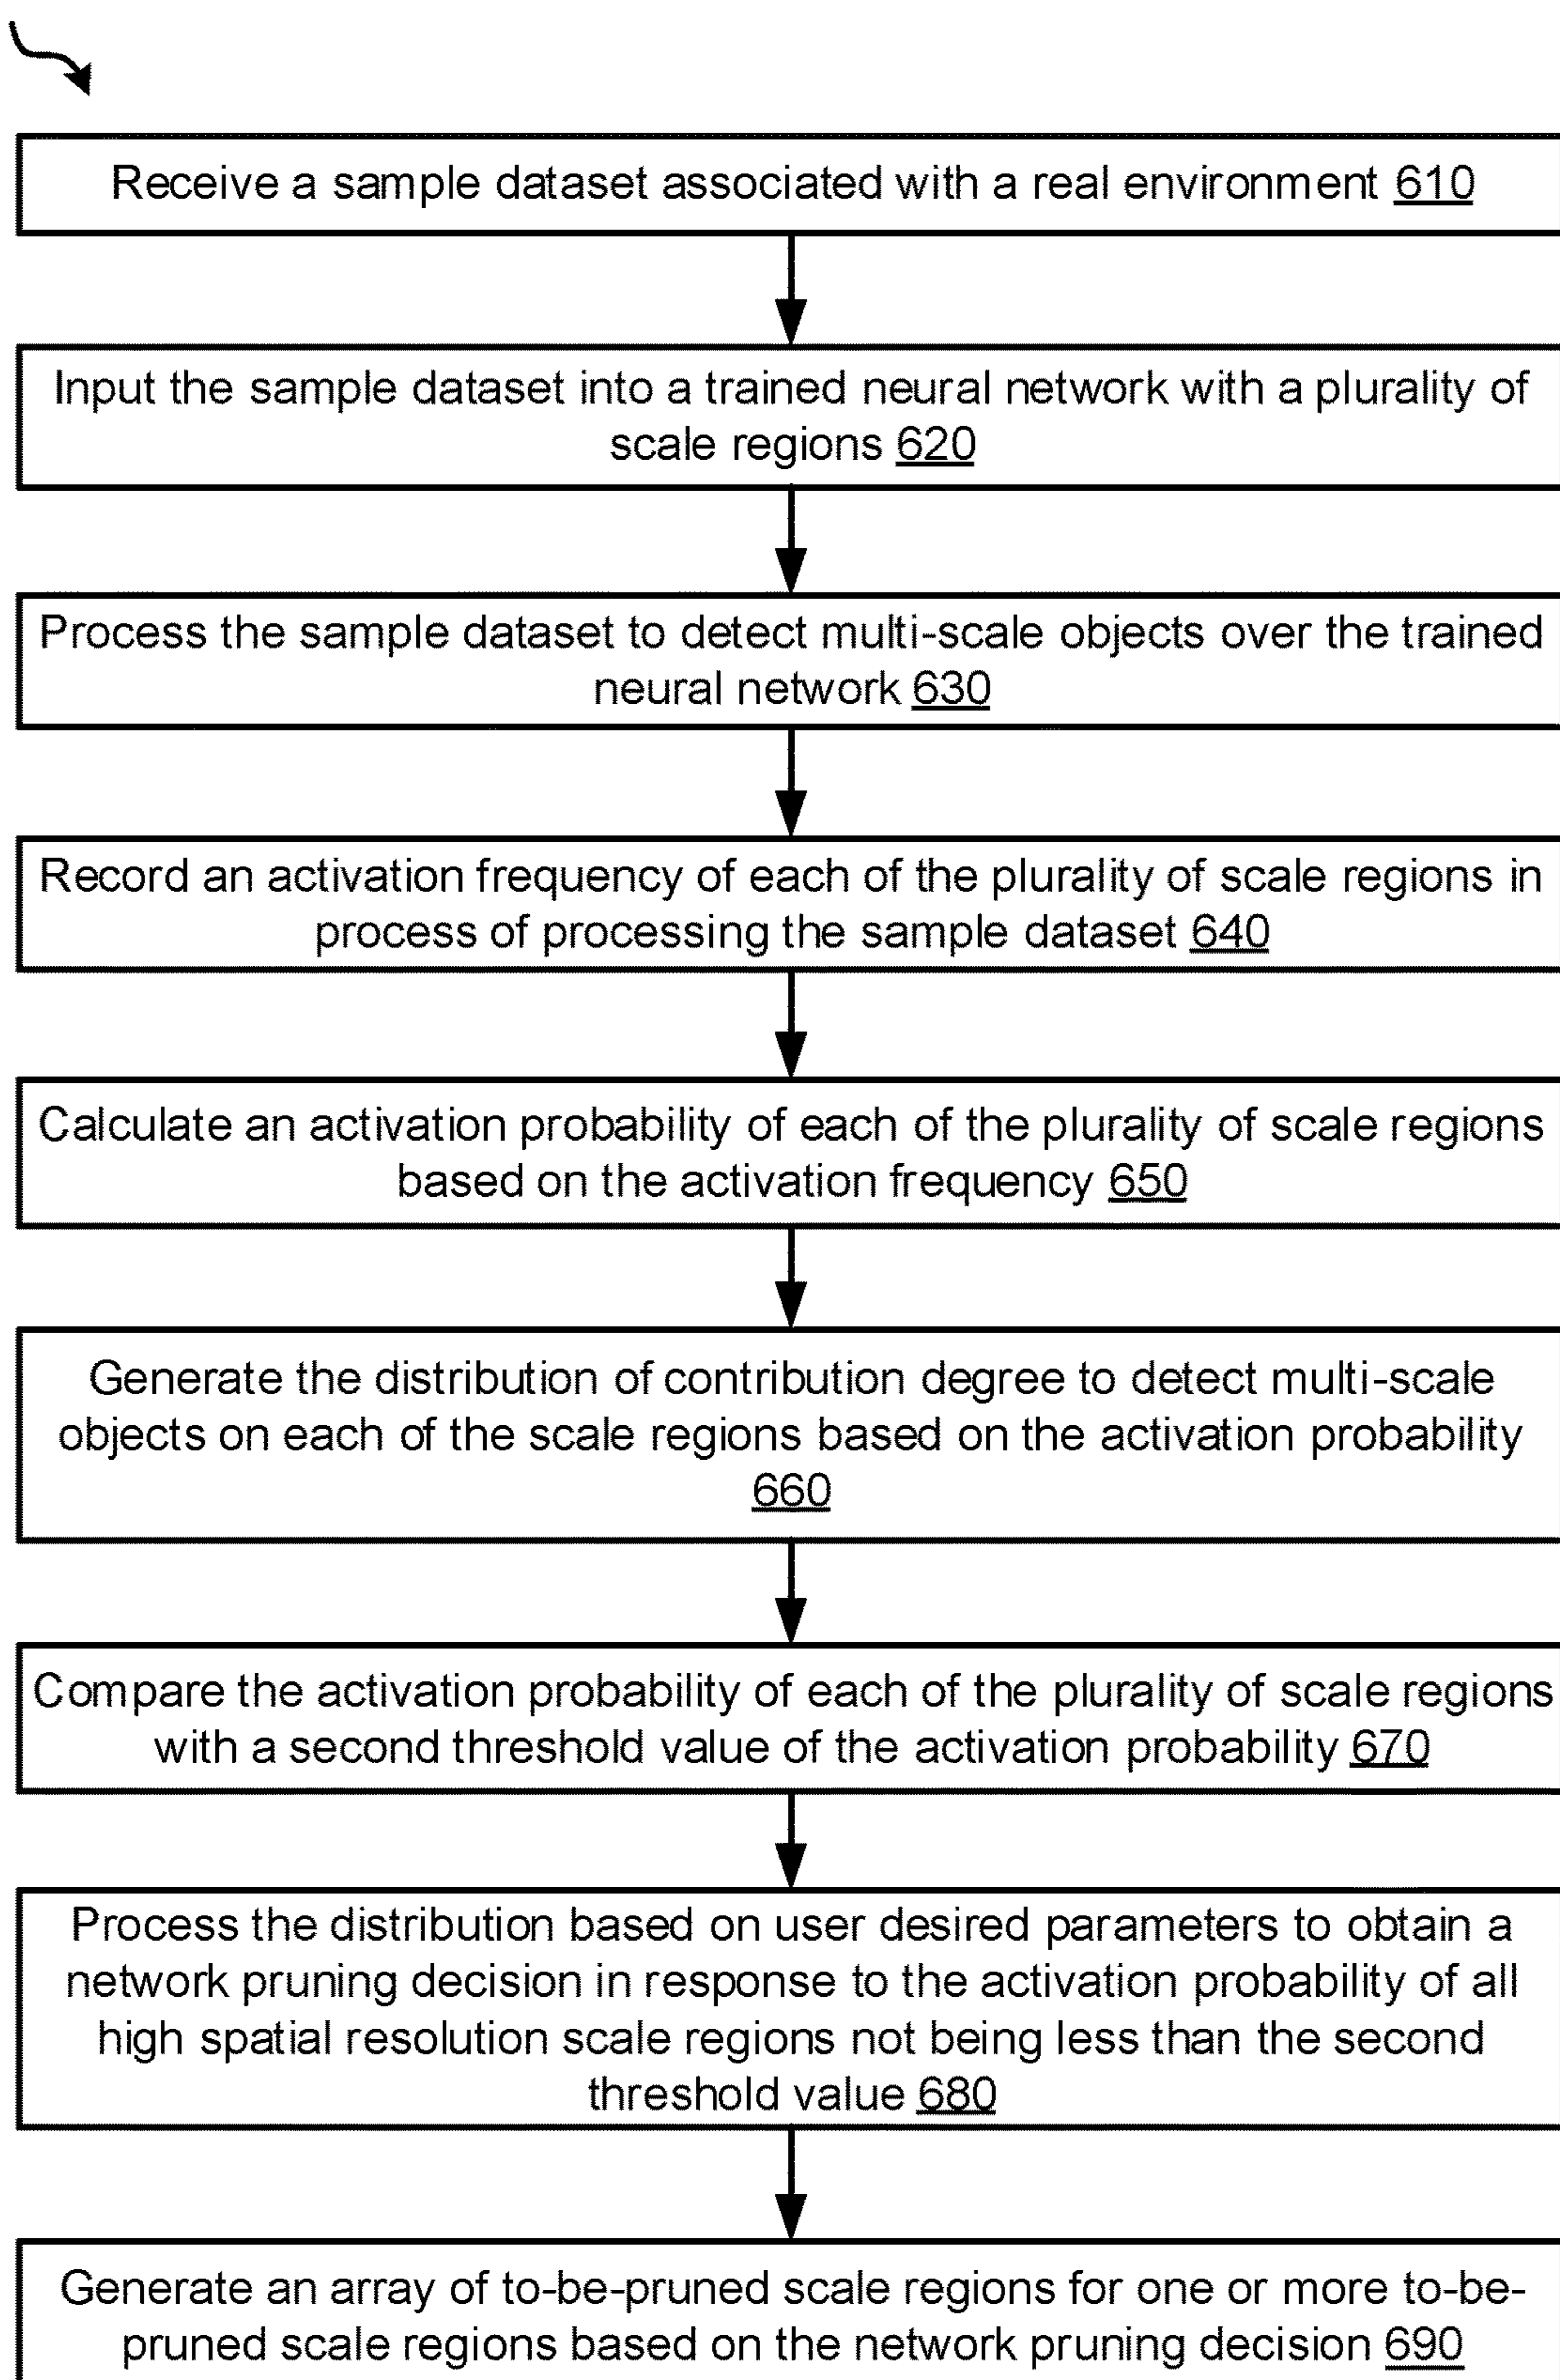 Receive a sample dataset associated with a real environment 610
Input the sample dataset into a trained neural network with a plurality of
scale regions 620
Process the sample dataset to detect multi-scale objects over the trained
neural network 630
Record an activation frequency of each of the plurality of scale regions in
process of processing the sample dataset 640
Calculate an activation probability of each of the plurality of scale regions
based on the activation frequency 650
Generate the distribution of contribution degree to detect multi-scale
objects on each of the scale regions based on the activation probability
660
Compare the activation probability of each of the plurality of scale regions
with a second threshold value of the activation probability 670
Process the distribution based on user desired parameters to obtain a
network pruning decision in response to the activation probability of all
high spatial resolution scale regions not being less than the second
threshold value 680
Generate an array of to-be-pruned scale regions for one or more to-be-
pruned scale regions based on the network pruning decision 690